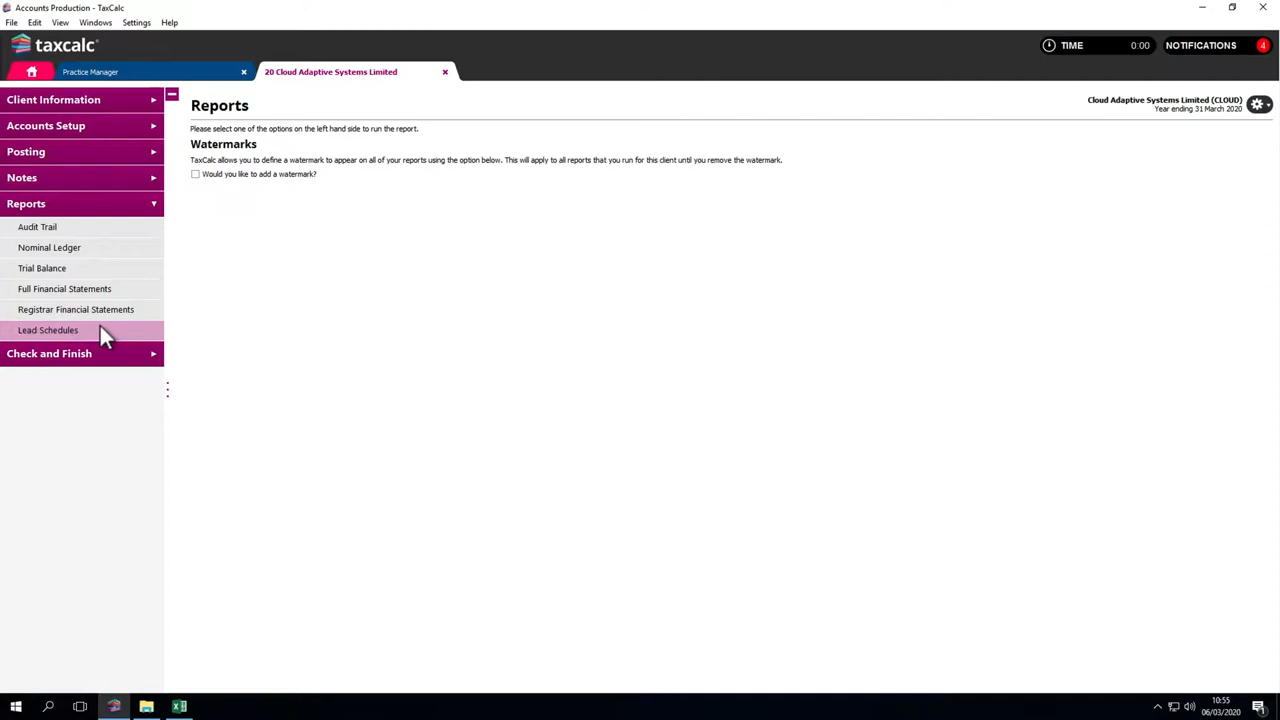 Accounts Production - TaxCalc
File Edit View Windows Settings Help
taxcalc
TIME 0:00 NOTIFICATIONS 4
Practice Manager
20 Cloud Adaptive Systems Limited
Client Information
Accounts Setup
Posting
Notes
Reports
Audit Trail
Nominal Ledger
Trial Balance
Full Financial Statements
Registrar Financial Statements
Lead Schedules
Check and Finish
Reports
Cloud Adaptive Systems Limited (CLOUD)
Year ending 31 March 2020
Please select one of the options on the left hand side to run the report.
Watermarks
TaxCalc allows you to define a watermark to appear on all of your reports using the option below. This will apply to all reports that you run for this client until you remove the watermark.
Would you like to add a watermark?
10:55
06/03/2020
1